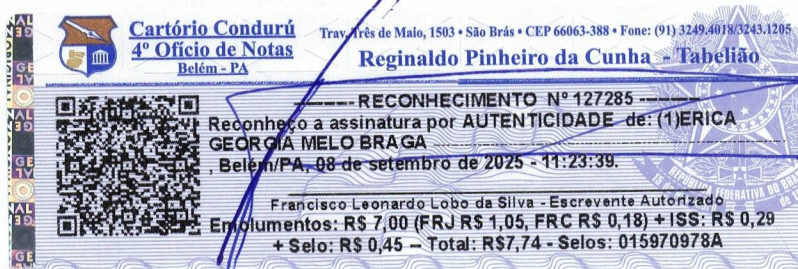 Cartório Condurú
4º Ofício de Notas
Belém - PA
Trav. Três de Maio, 1503 • São Brás • CEP 66063-388 • Fone: (91) 3249.4018/3243.1205
Reginaldo Pinheiro da Cunha - Tabelião
------- RECONHECIMENTO Nº 127285 -------
Reconheço a assinatura por AUTENTICIDADE de: (1)ERICA
GEORGIA MELO BRAGA
, Belém/PA, 08 de setembro de 2025 - 11:23:39.
Francisco Leonardo Lobo da Silva - Escrevente Autorizado
Emolumentos: R$ 7,00 (FRJ R$ 1,05, FRC R$ 0,18) + ISS: R$ 0,29
+ Selo: R$ 0,45 – Total: R$7,74 - Selos: 015970978A